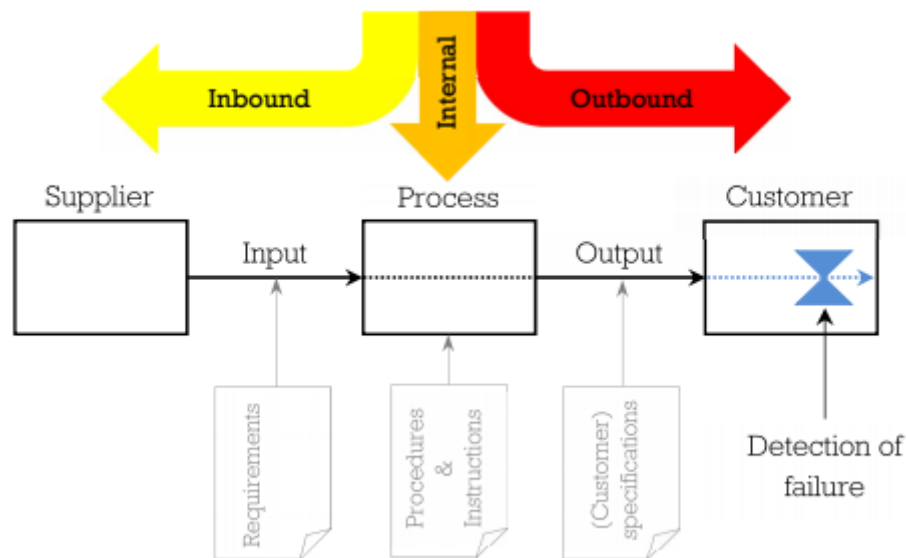 Inbound
Internal
Outbound
Supplier
Process
Customer
Input
Output
Requirements
Procedures
&
Instructions
(Customer)
specifications
Detection of
failure